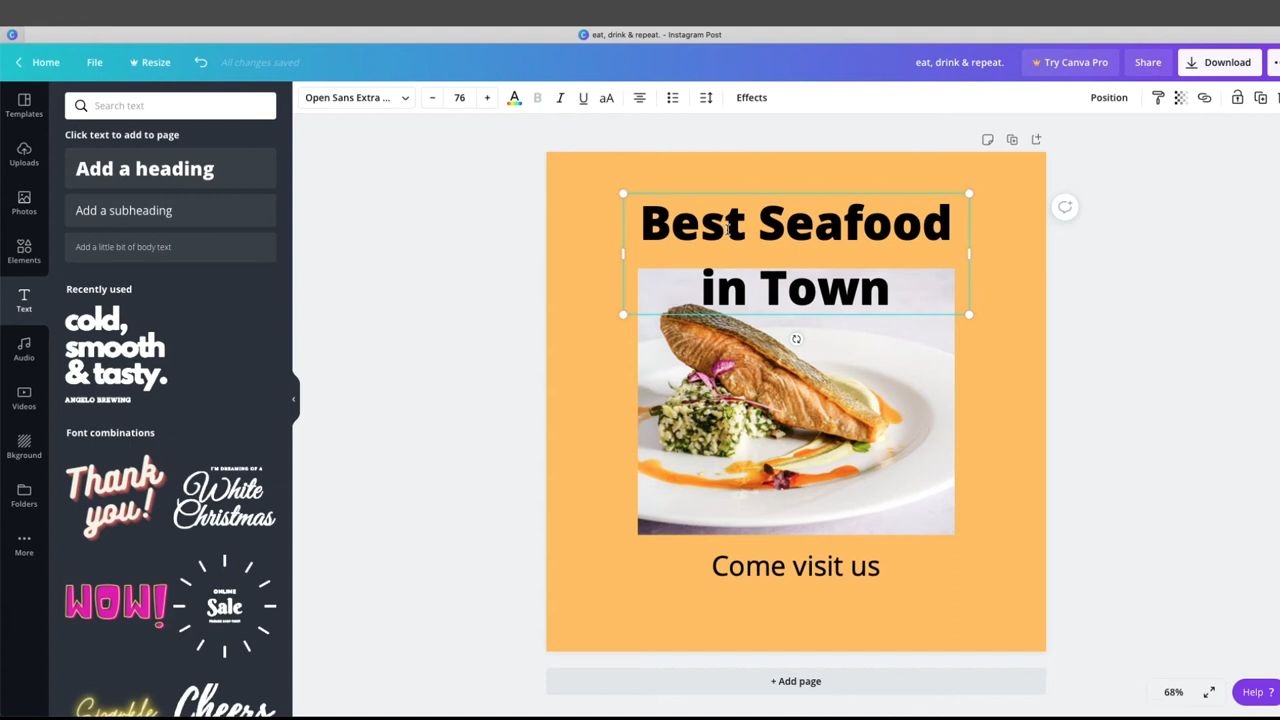 eat, drink & repeat. - Instagram Post
Home
File
Resize
All changes saved
eat, drink & repeat.
Try Canva Pro
Share
Download
Templates
Uploads
Photos
Elements
Text
Audio
Videos
Bkground
Folders
More
Search text
Click text to add to page
Add a heading
Add a subheading
Add a little bit of body text
Recently used
cold,
smooth
& tasty.
ANGELO BREWING
Font combinations
Thank
you!
I'M DREAMING OF A
White
Christmas
WOW!
ONLINE
Sale
Sparkle
Cheers
Open Sans Extra ...
− 76 +
A B I U aA
Effects
Position
Best Seafood
in Town
Come visit us
+ Add page
68%
Help ?